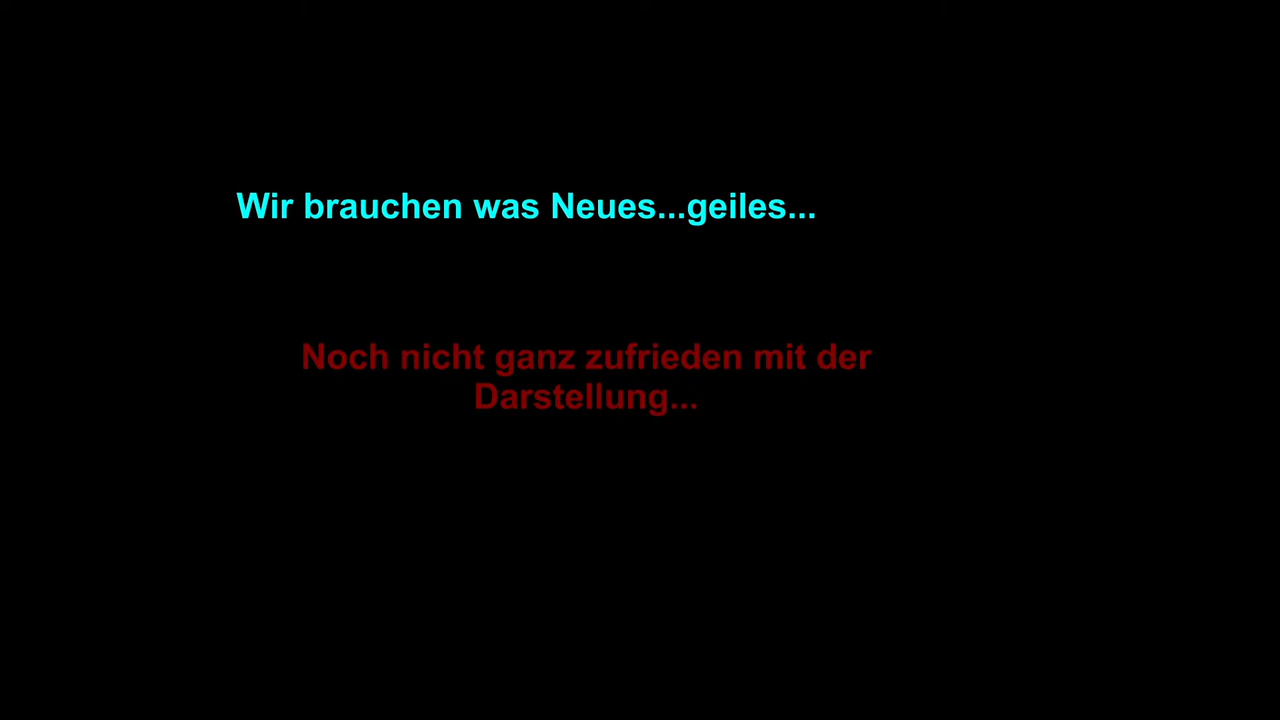 Wir brauchen was Neues...geiles...
Noch nicht ganz zufrieden mit der
Darstellung...